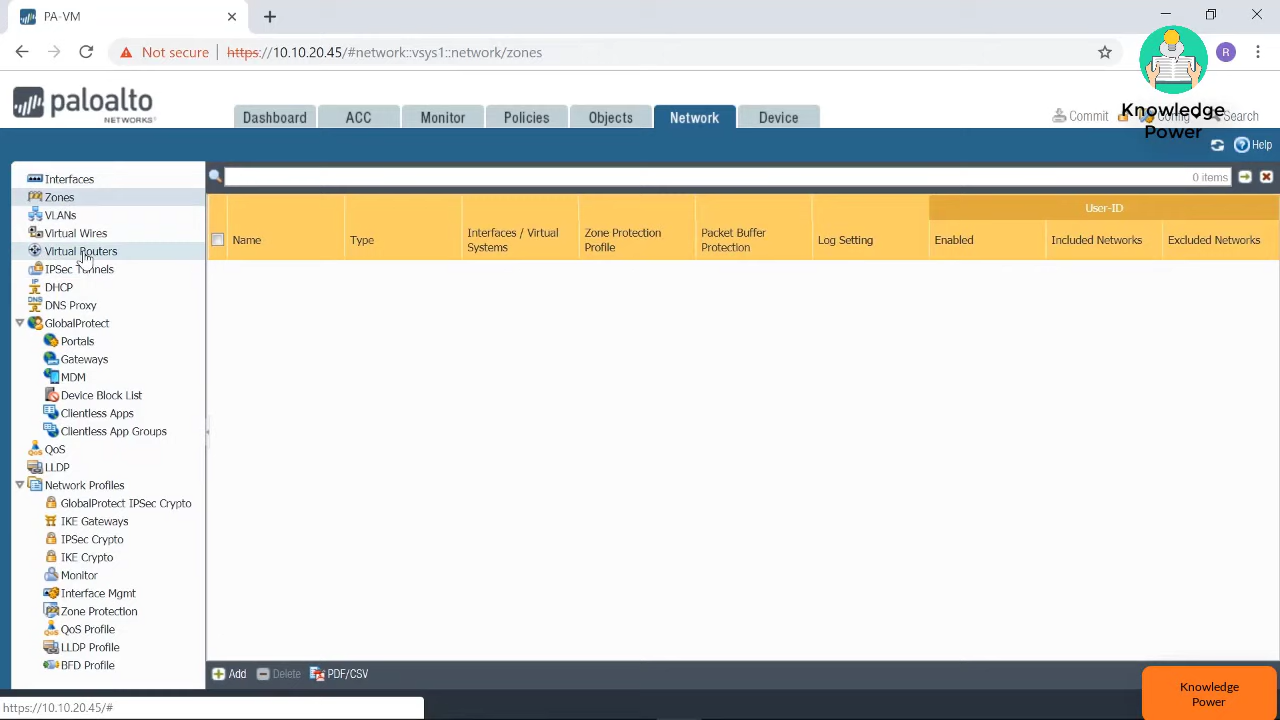 PA-VM
Not secure https://10.10.20.45/#network::vsys1::network/zones
R
paloalto
NETWORKS
Dashboard ACC Monitor Policies Objects Network Device
Commit Config Search
Knowledge
Power
Help
Interfaces
Zones
VLANs
Virtual Wires
Virtual Routers
IPSec Tunnels
DHCP
DNS Proxy
GlobalProtect
Portals
Gateways
MDM
Device Block List
Clientless Apps
Clientless App Groups
QoS
LLDP
Network Profiles
GlobalProtect IPSec Crypto
IKE Gateways
IPSec Crypto
IKE Crypto
Monitor
Interface Mgmt
Zone Protection
QoS Profile
LLDP Profile
BFD Profile
0 items
User-ID
Name
Type
Interfaces / Virtual
Systems
Zone Protection
Profile
Packet Buffer
Protection
Log Setting
Enabled
Included Networks
Excluded Networks
Add Delete PDF/CSV
https://10.10.20.45/#
Knowledge
Power